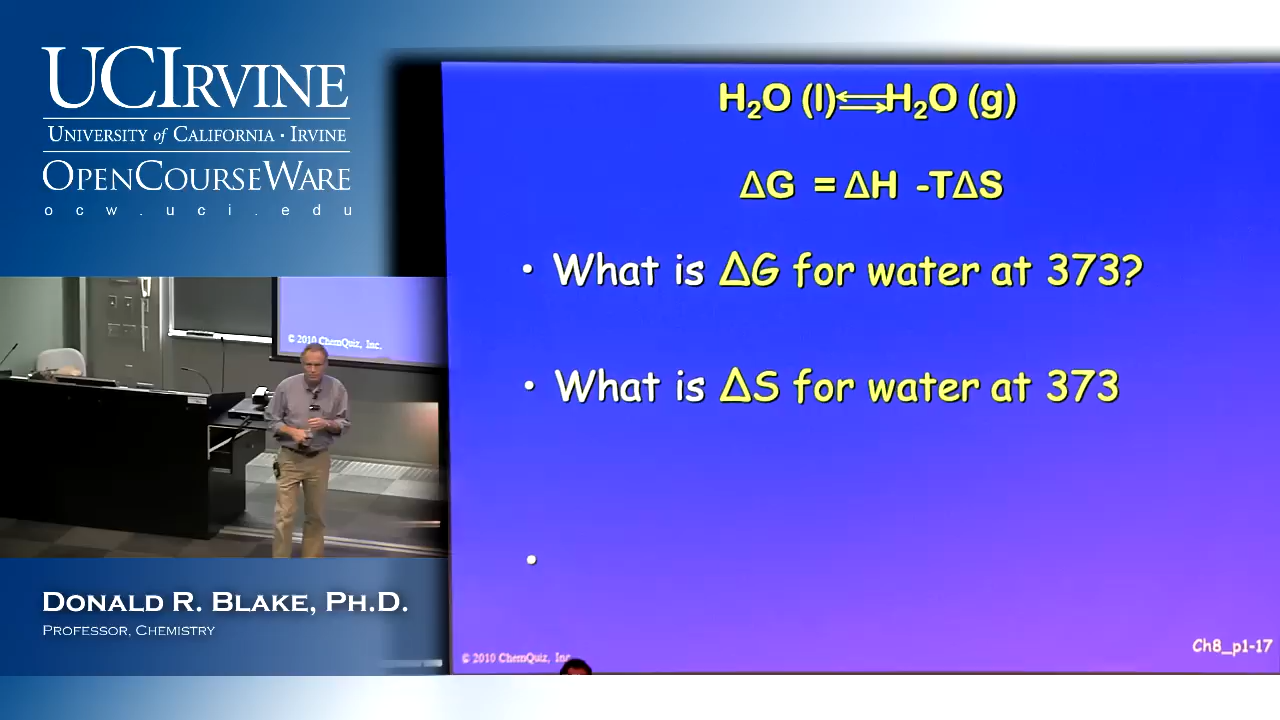 UCIRVINE
UNIVERSITY of CALIFORNIA · IRVINE
OPENCOURSEWARE
ocw.uci.edu
© 2010 ChemQuiz, Inc.
DONALD R. BLAKE, PH.D.
PROFESSOR, CHEMISTRY
H₂O (l)⇌H₂O (g)
ΔG = ΔH -TΔS
• What is ΔG for water at 373?
• What is ΔS for water at 373
•
© 2010 ChemQuiz, Inc
Ch8_p1-17